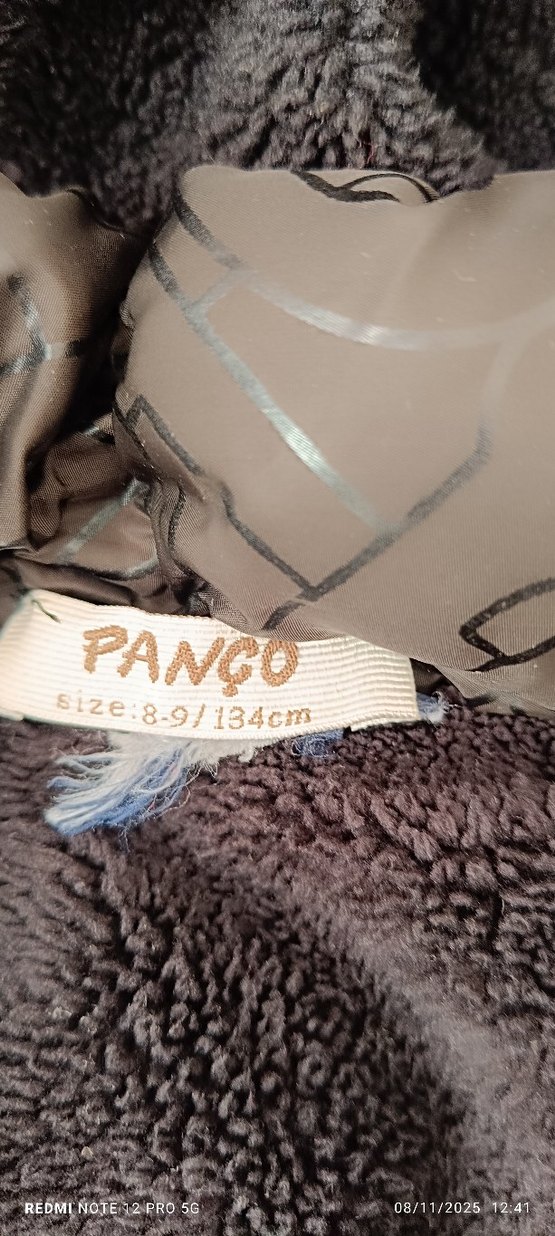 PANÇO
size:8-9/134cm
REDMI NOTE 12 PRO 5G
08/11/2025 12:41